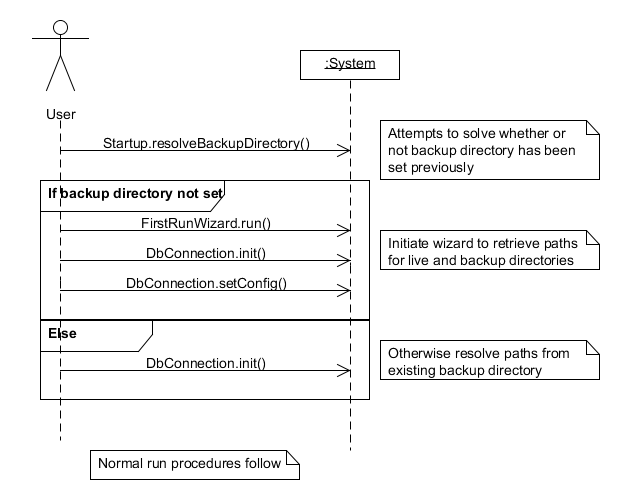 :System
User
Startup.resolveBackupDirectory()
Attempts to solve whether or
not backup directory has been
set previously
If backup directory not set
FirstRunWizard.run()
Initiate wizard to retrieve paths
for live and backup directories
DbConnection.init()
DbConnection.setConfig()
Else
DbConnection.init()
Otherwise resolve paths from
existing backup directory
Normal run procedures follow